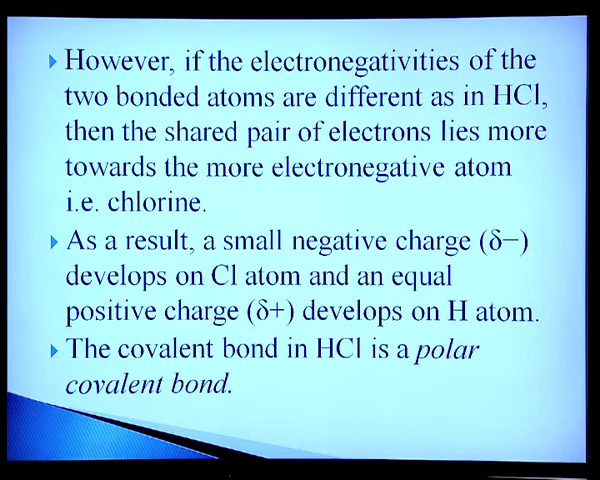 However, if the electronegativities of the
two bonded atoms are different as in HCl,
then the shared pair of electrons lies more
towards the more electronegative atom
i.e. chlorine.
As a result, a small negative charge (δ−)
develops on Cl atom and an equal
positive charge (δ+) develops on H atom.
The covalent bond in HCl is a polar
covalent bond.